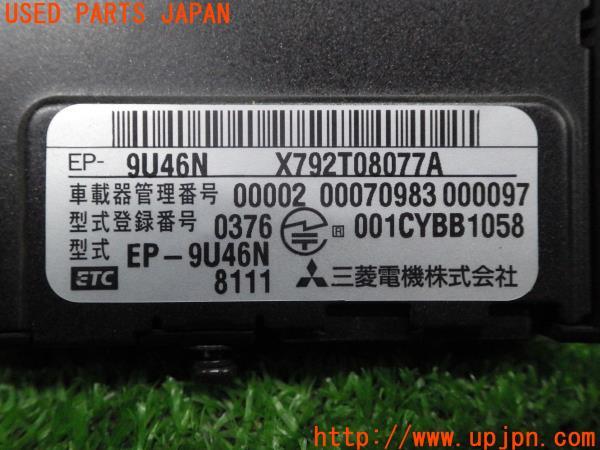 USED PARTS JAPAN
EP- 9U46N X792T08077A
車載器管理番号 00002 00070983 000097
型式登録番号 0376 R 001CYBB1058
型式 EP-9U46N
ETC 8111 三菱電機株式会社
http://www.upjpn.com/